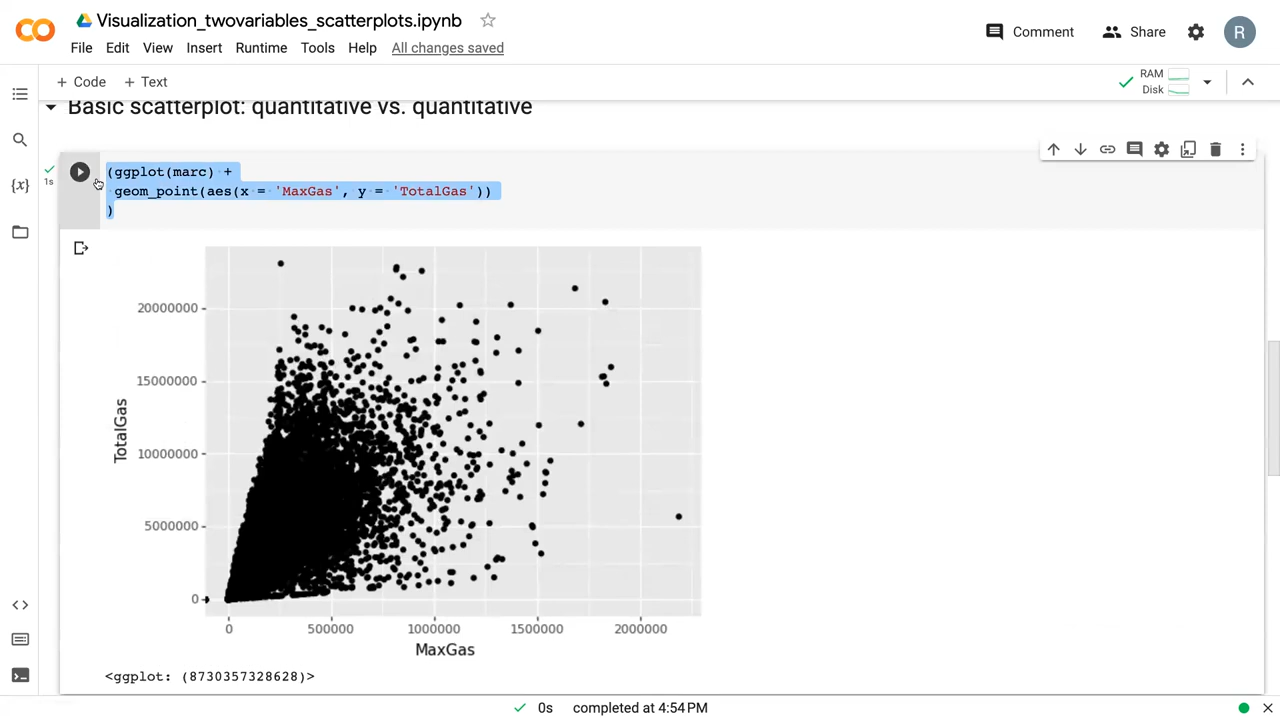 Visualization_twovariables_scatterplots.ipynb
File Edit View Insert Runtime Tools Help All changes saved
Comment
Share
R
+ Code + Text
RAM
Disk
Basic scatterplot: quantitative vs. quantitative
1s
(ggplot(marc) +
geom_point(aes(x = 'MaxGas', y = 'TotalGas'))
)
{x}
20000000
15000000
10000000
5000000
0
TotalGas
0 500000 1000000 1500000 2000000
MaxGas
<ggplot: (8730357328628)>
0s completed at 4:54 PM